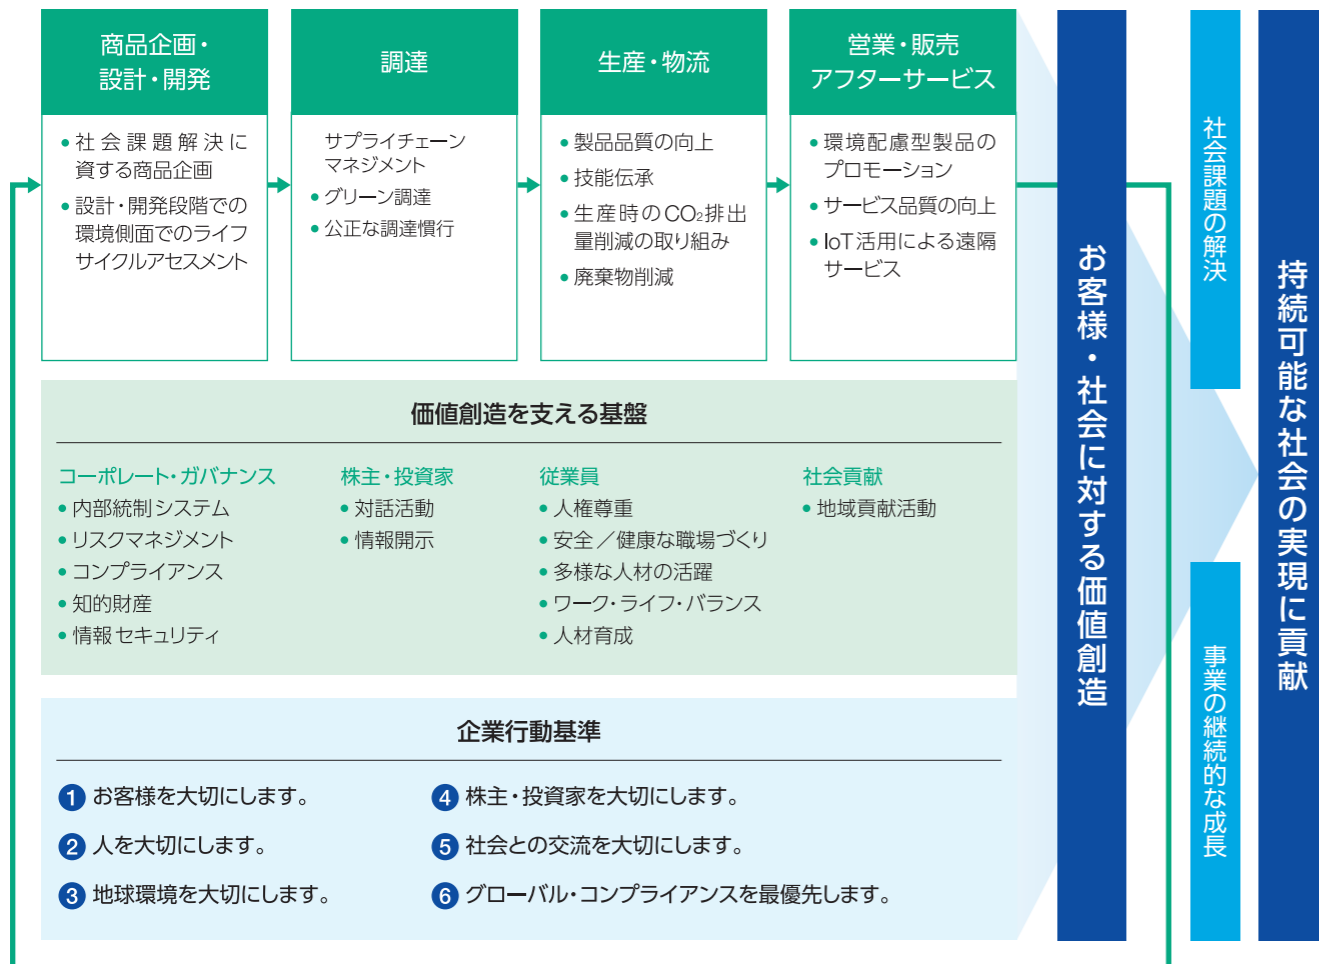 商品企画・
設計・開発
社会課題解決に
資する商品企画
設計・開発段階での
環境側面でのライフ
サイクルアセスメント
調達
サプライチェーン
マネジメント
グリーン調達
公正な調達慣行
生産・物流
製品品質の向上
技能伝承
生産時のCO₂排出
量削減の取り組み
廃棄物削減
営業・販売
アフターサービス
環境配慮型製品の
プロモーション
サービス品質の向上
IoT活用による遠隔
サービス
価値創造を支える基盤
コーポレート・ガバナンス
内部統制システム
リスクマネジメント
コンプライアンス
知的財産
情報セキュリティ
株主・投資家
対話活動
情報開示
従業員
人権尊重
安全／健康な職場づくり
多様な人材の活躍
ワーク・ライフ・バランス
人材育成
社会貢献
地域貢献活動
企業行動基準
1 お客様を大切にします。
2 人を大切にします。
3 地球環境を大切にします。
4 株主・投資家を大切にします。
5 社会との交流を大切にします。
6 グローバル・コンプライアンスを最優先します。
お客様・社会に対する価値創造
社会課題の解決
事業の継続的な成長
持続可能な社会の実現に貢献